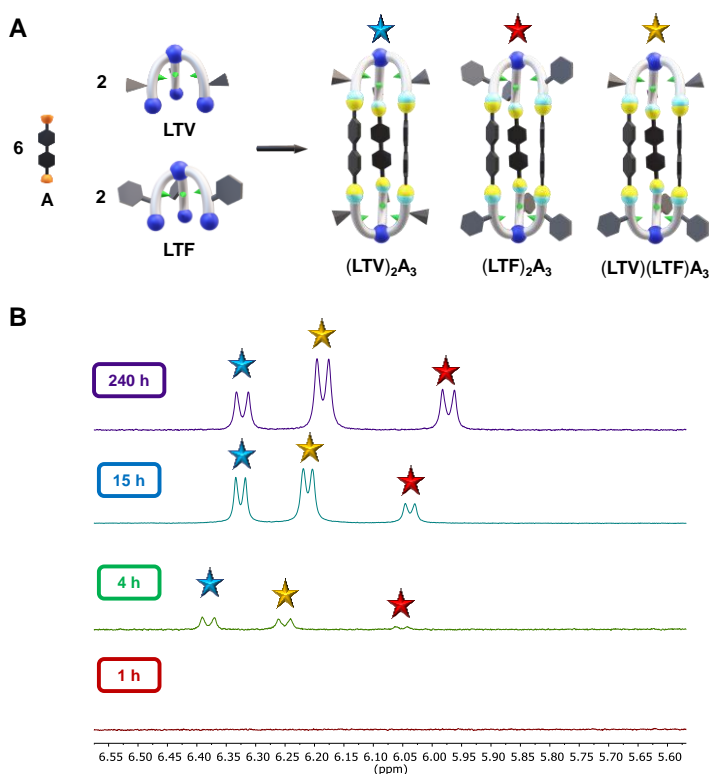 A
6
A
2
LTV
2
LTF
(LTV)₂A₃
(LTF)₂A₃
(LTV)(LTF)A₃
B
240 h
15 h
4 h
1 h
6.55 6.50 6.45 6.40 6.35 6.30 6.25 6.20 6.15 6.10 6.05 6.00 5.95 5.90 5.85 5.80 5.75 5.70 5.65 5.60
(ppm)